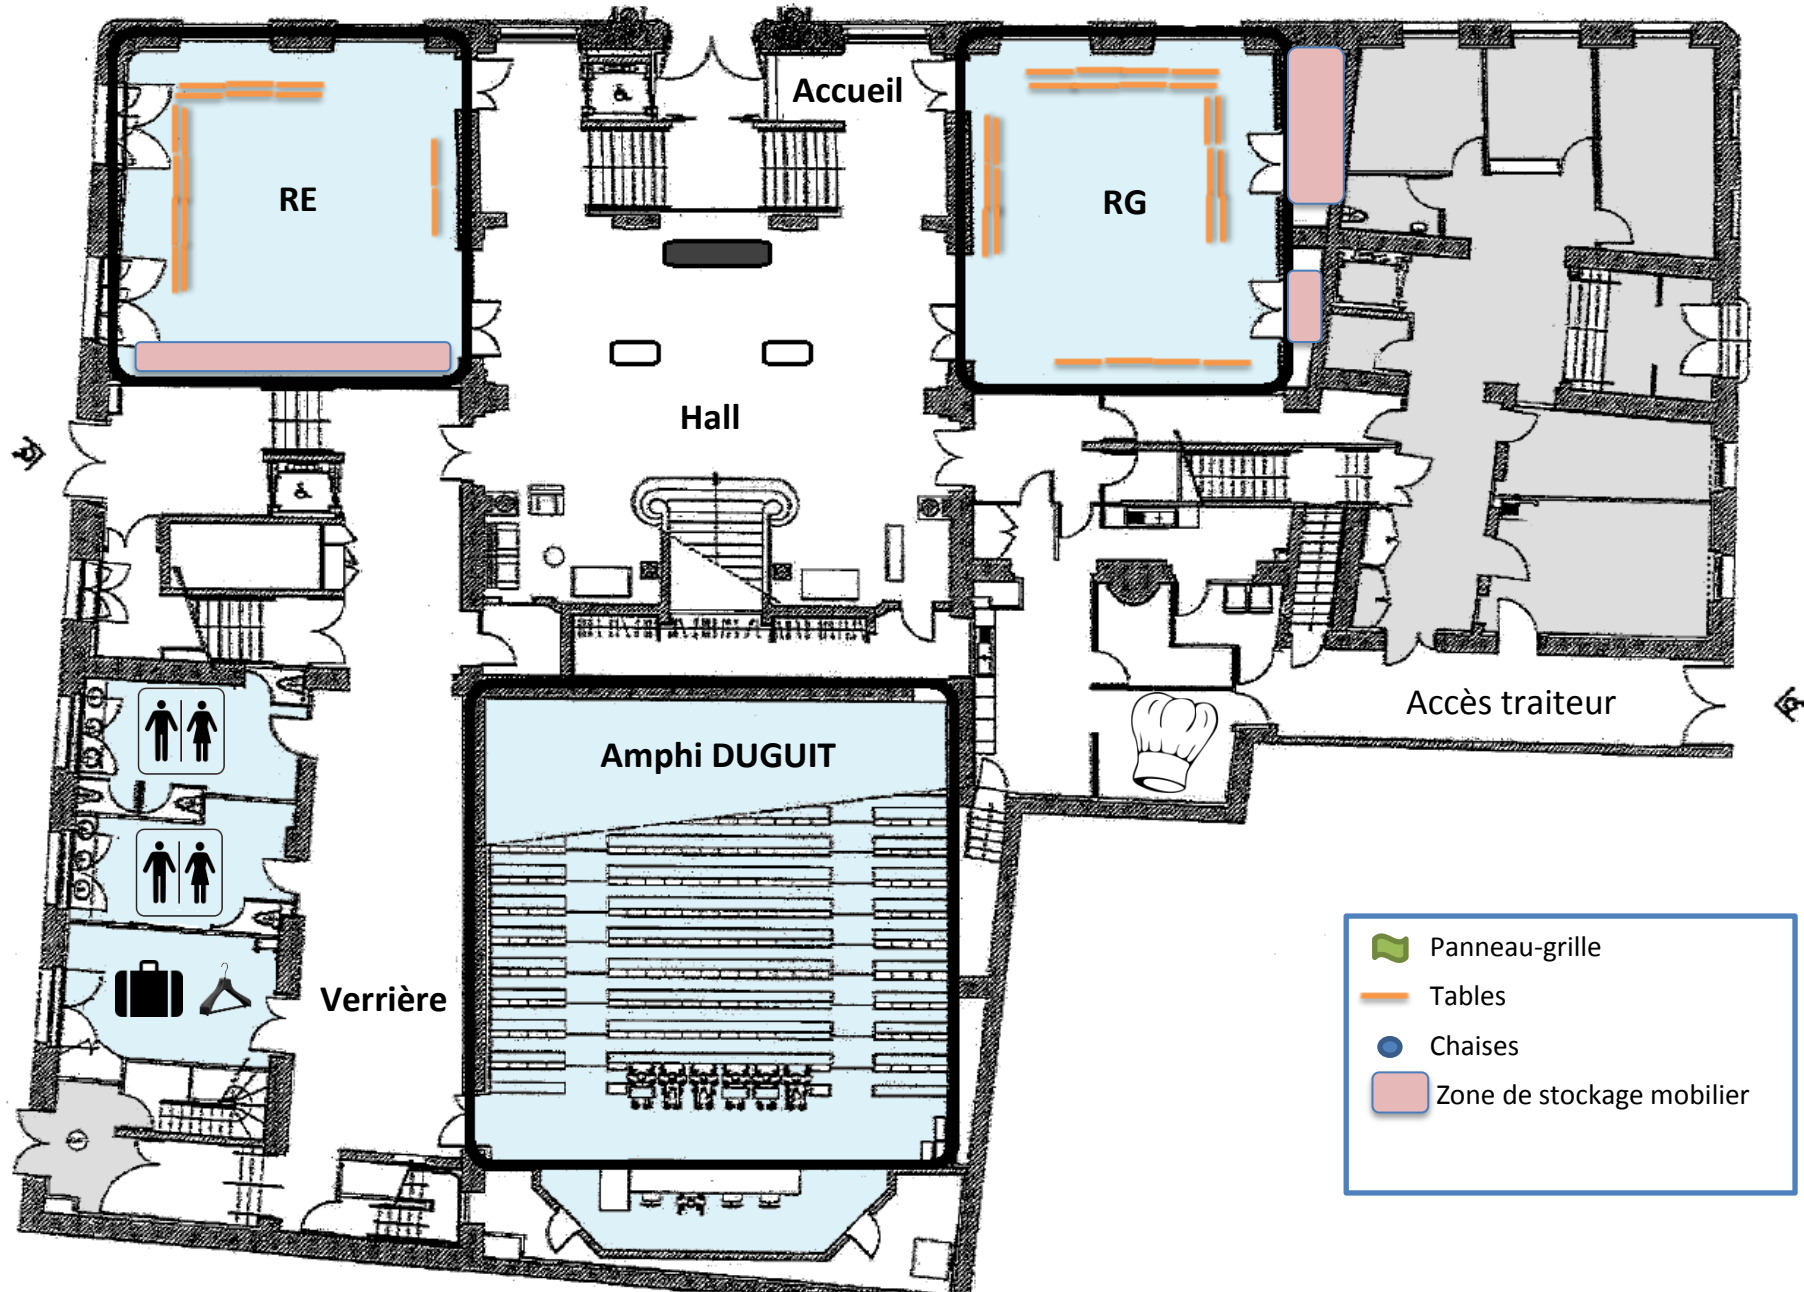 Accueil
RE
RG
Hall
Accès traiteur
Amphi DUGUIT
Verrière
Panneau-grille
Tables
Chaises
Zone de stockage mobilier